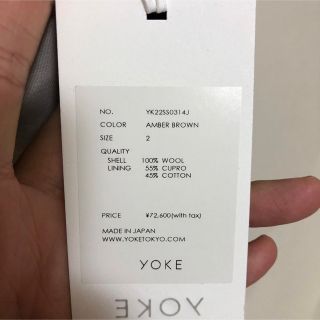 NO. YK22SS0314J
COLOR AMBER BROWN
SIZE 2
QUALITY
SHELL 100% WOOL
LINING 55% CUPRO
45% COTTON
PRICE ¥72,600(with tax)
MADE IN JAPAN
WWW.YOKETOKYO.COM
YOKE
YOKE